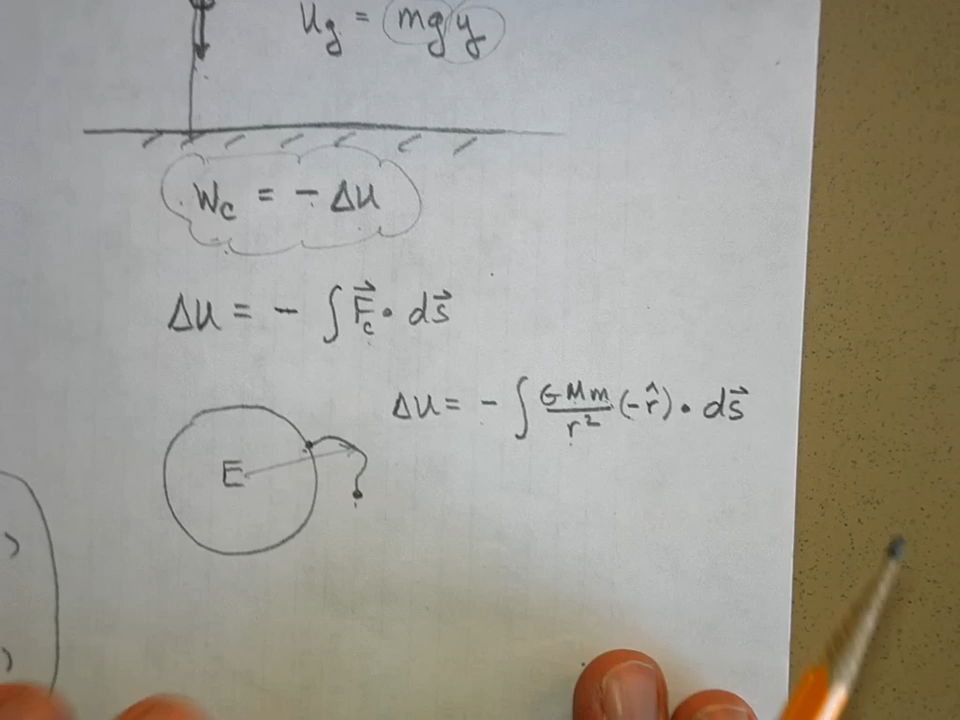 U_g = mgy
W_c = - ΔU
ΔU = - ∫ F⃗_c · ds⃗
ΔU = - ∫ GMm/r² (-r̂) · ds⃗
E